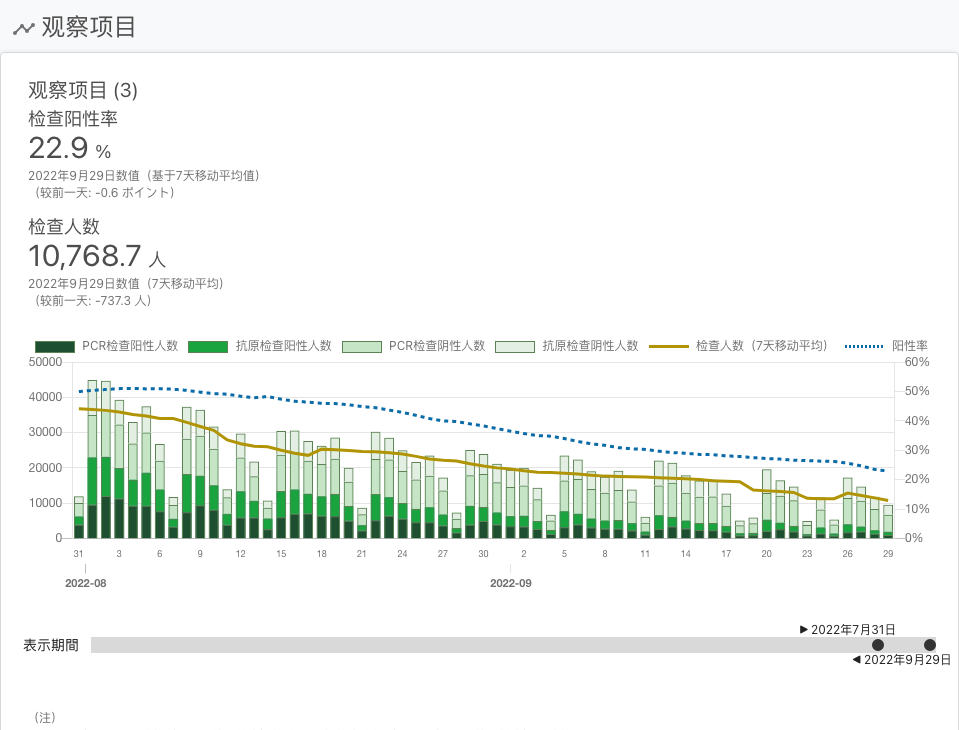 观察项目
观察项目 (3)
检查阳性率
22.9 %
2022年9月29日数值（基于7天移动平均值）
（较前一天: -0.6 ポイント）
检查人数
10,768.7 人
2022年9月29日数值（7天移动平均）
（较前一天: -737.3 人）
PCR检查阳性人数 抗原检查阳性人数 PCR检查阴性人数 抗原检查阴性人数 检查人数（7天移动平均） 阳性率
50000 60%
40000 50%
30000 40%
20000 30%
10000 20%
0 10%
0%
31 3 6 9 12 15 18 21 24 27 30 2 5 8 11 14 17 20 23 26 29
2022-08 2022-09
2022年7月31日
表示期間
2022年9月29日
（注）